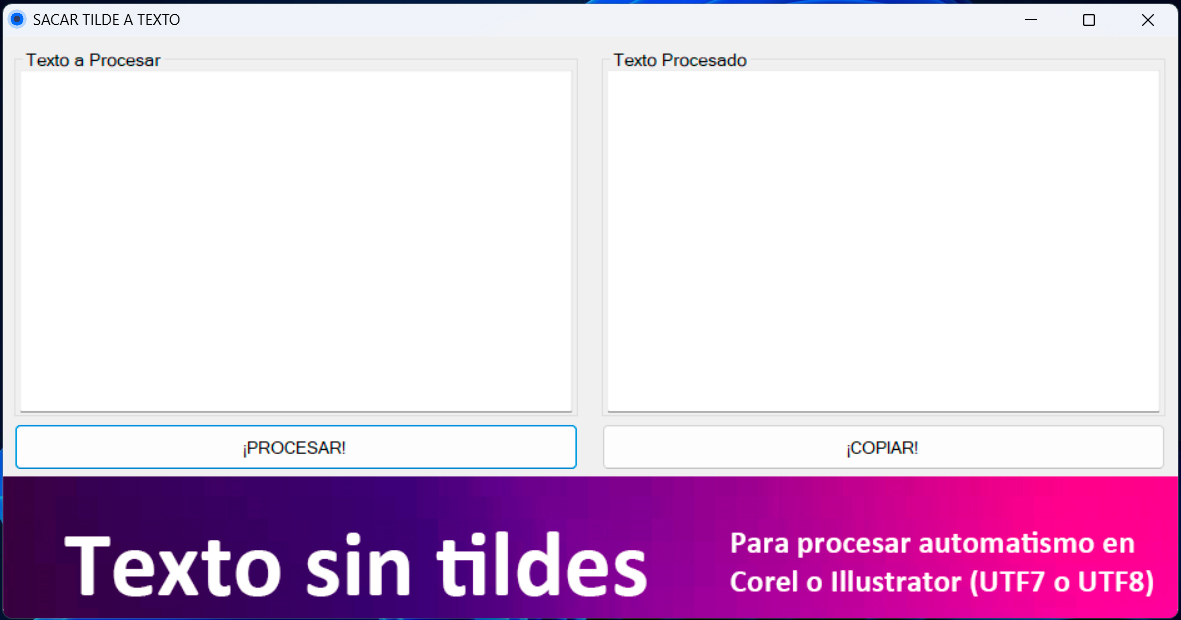 SACAR TILDE A TEXTO
Texto a Procesar
Texto Procesado
¡PROCESAR!
¡COPIAR!
Texto sin tildes
Para procesar automatismo en
Corel o Illustrator (UTF7 o UTF8)